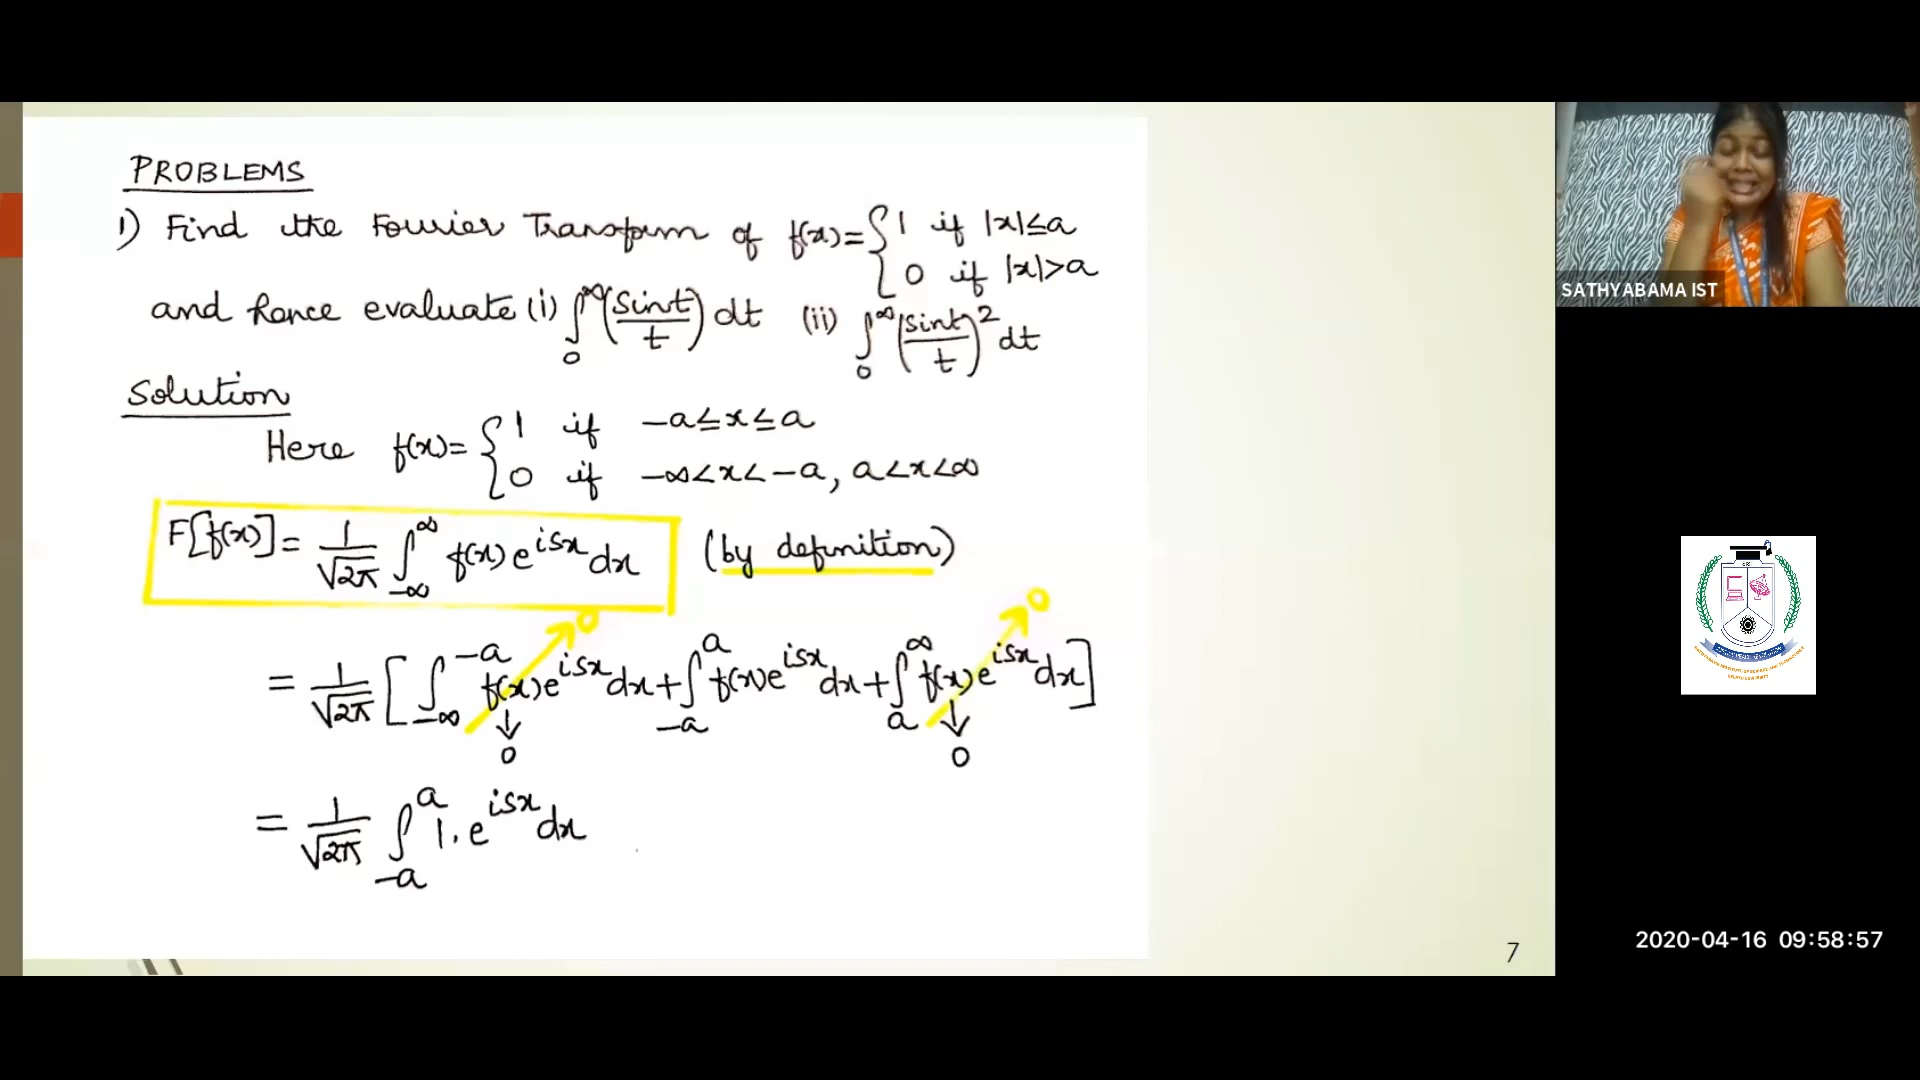 PROBLEMS
1) Find the Fourier Transform of f(x)= { 1 if |x|≤a
0 if |x|>a
and hence evaluate (i) ∫₀^∞ (sint/t) dt (ii) ∫₀^∞ (sint/t)² dt
Solution
Here f(x)= { 1 if -a≤x≤a
0 if -∞<x<-a, a<x<∞
F[f(x)] = 1/√2π ∫_{-∞}^{∞} f(x) e^{isx} dx (by definition)
0 0
= 1/√2π [ ∫_{-∞}^{-a} f(x) e^{isx} dx + ∫_{-a}^{a} f(x) e^{isx} dx + ∫_{a}^{∞} f(x) e^{isx} dx ]
↓ ↓
0 0
= 1/√2π ∫_{-a}^{a} 1. e^{isx} dx
7
SATHYABAMA IST
2020-04-16 09:58:57